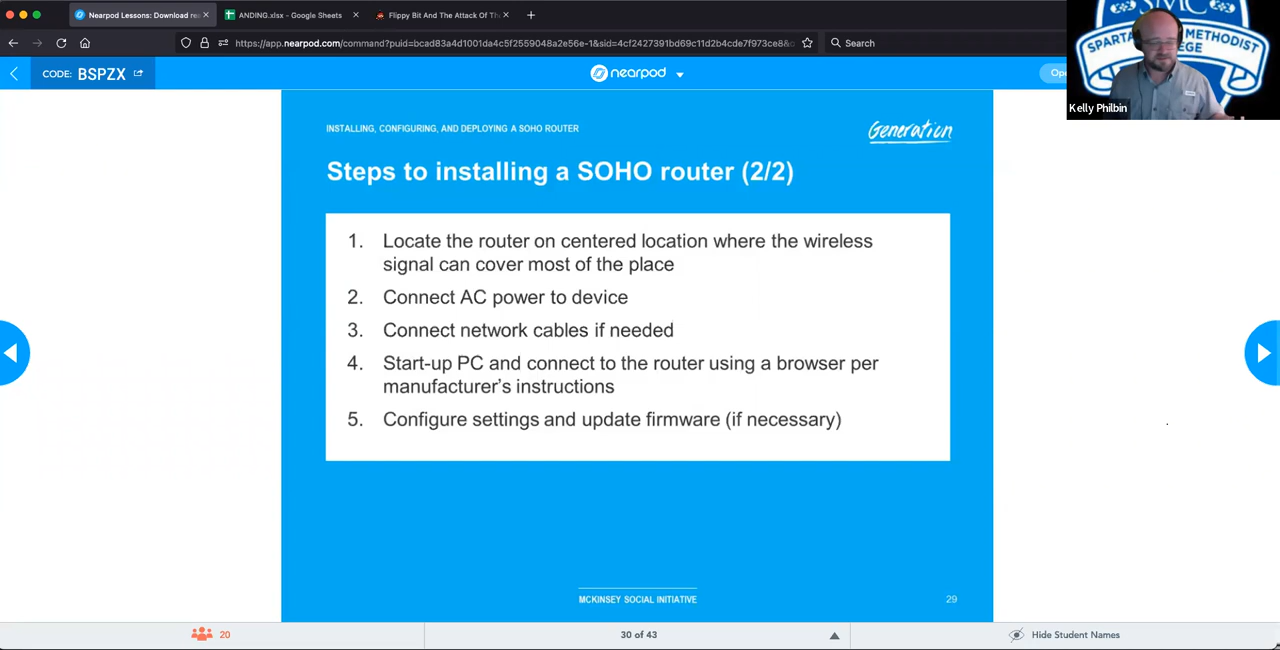 Nearpod Lessons: Download re
ANDING.xlsx - Google Sheets
Flippy Bit And The Attack Of Th
https://app.nearpod.com/command?puid=bcad83a4d1001da4c5f2559048a2e56e-1&sid=4cf2427391bd69c11d2b4cde7f973ce8&
Search
CODE: BSPZX
nearpod
Ope
SMC
SPARTA METHODIST
EGE
Kelly Philbin
INSTALLING, CONFIGURING, AND DEPLOYING A SOHO ROUTER
Generation
Steps to installing a SOHO router (2/2)
1. Locate the router on centered location where the wireless
signal can cover most of the place
2. Connect AC power to device
3. Connect network cables if needed
4. Start-up PC and connect to the router using a browser per
manufacturer's instructions
5. Configure settings and update firmware (if necessary)
MCKINSEY SOCIAL INITIATIVE
29
20
30 of 43
Hide Student Names